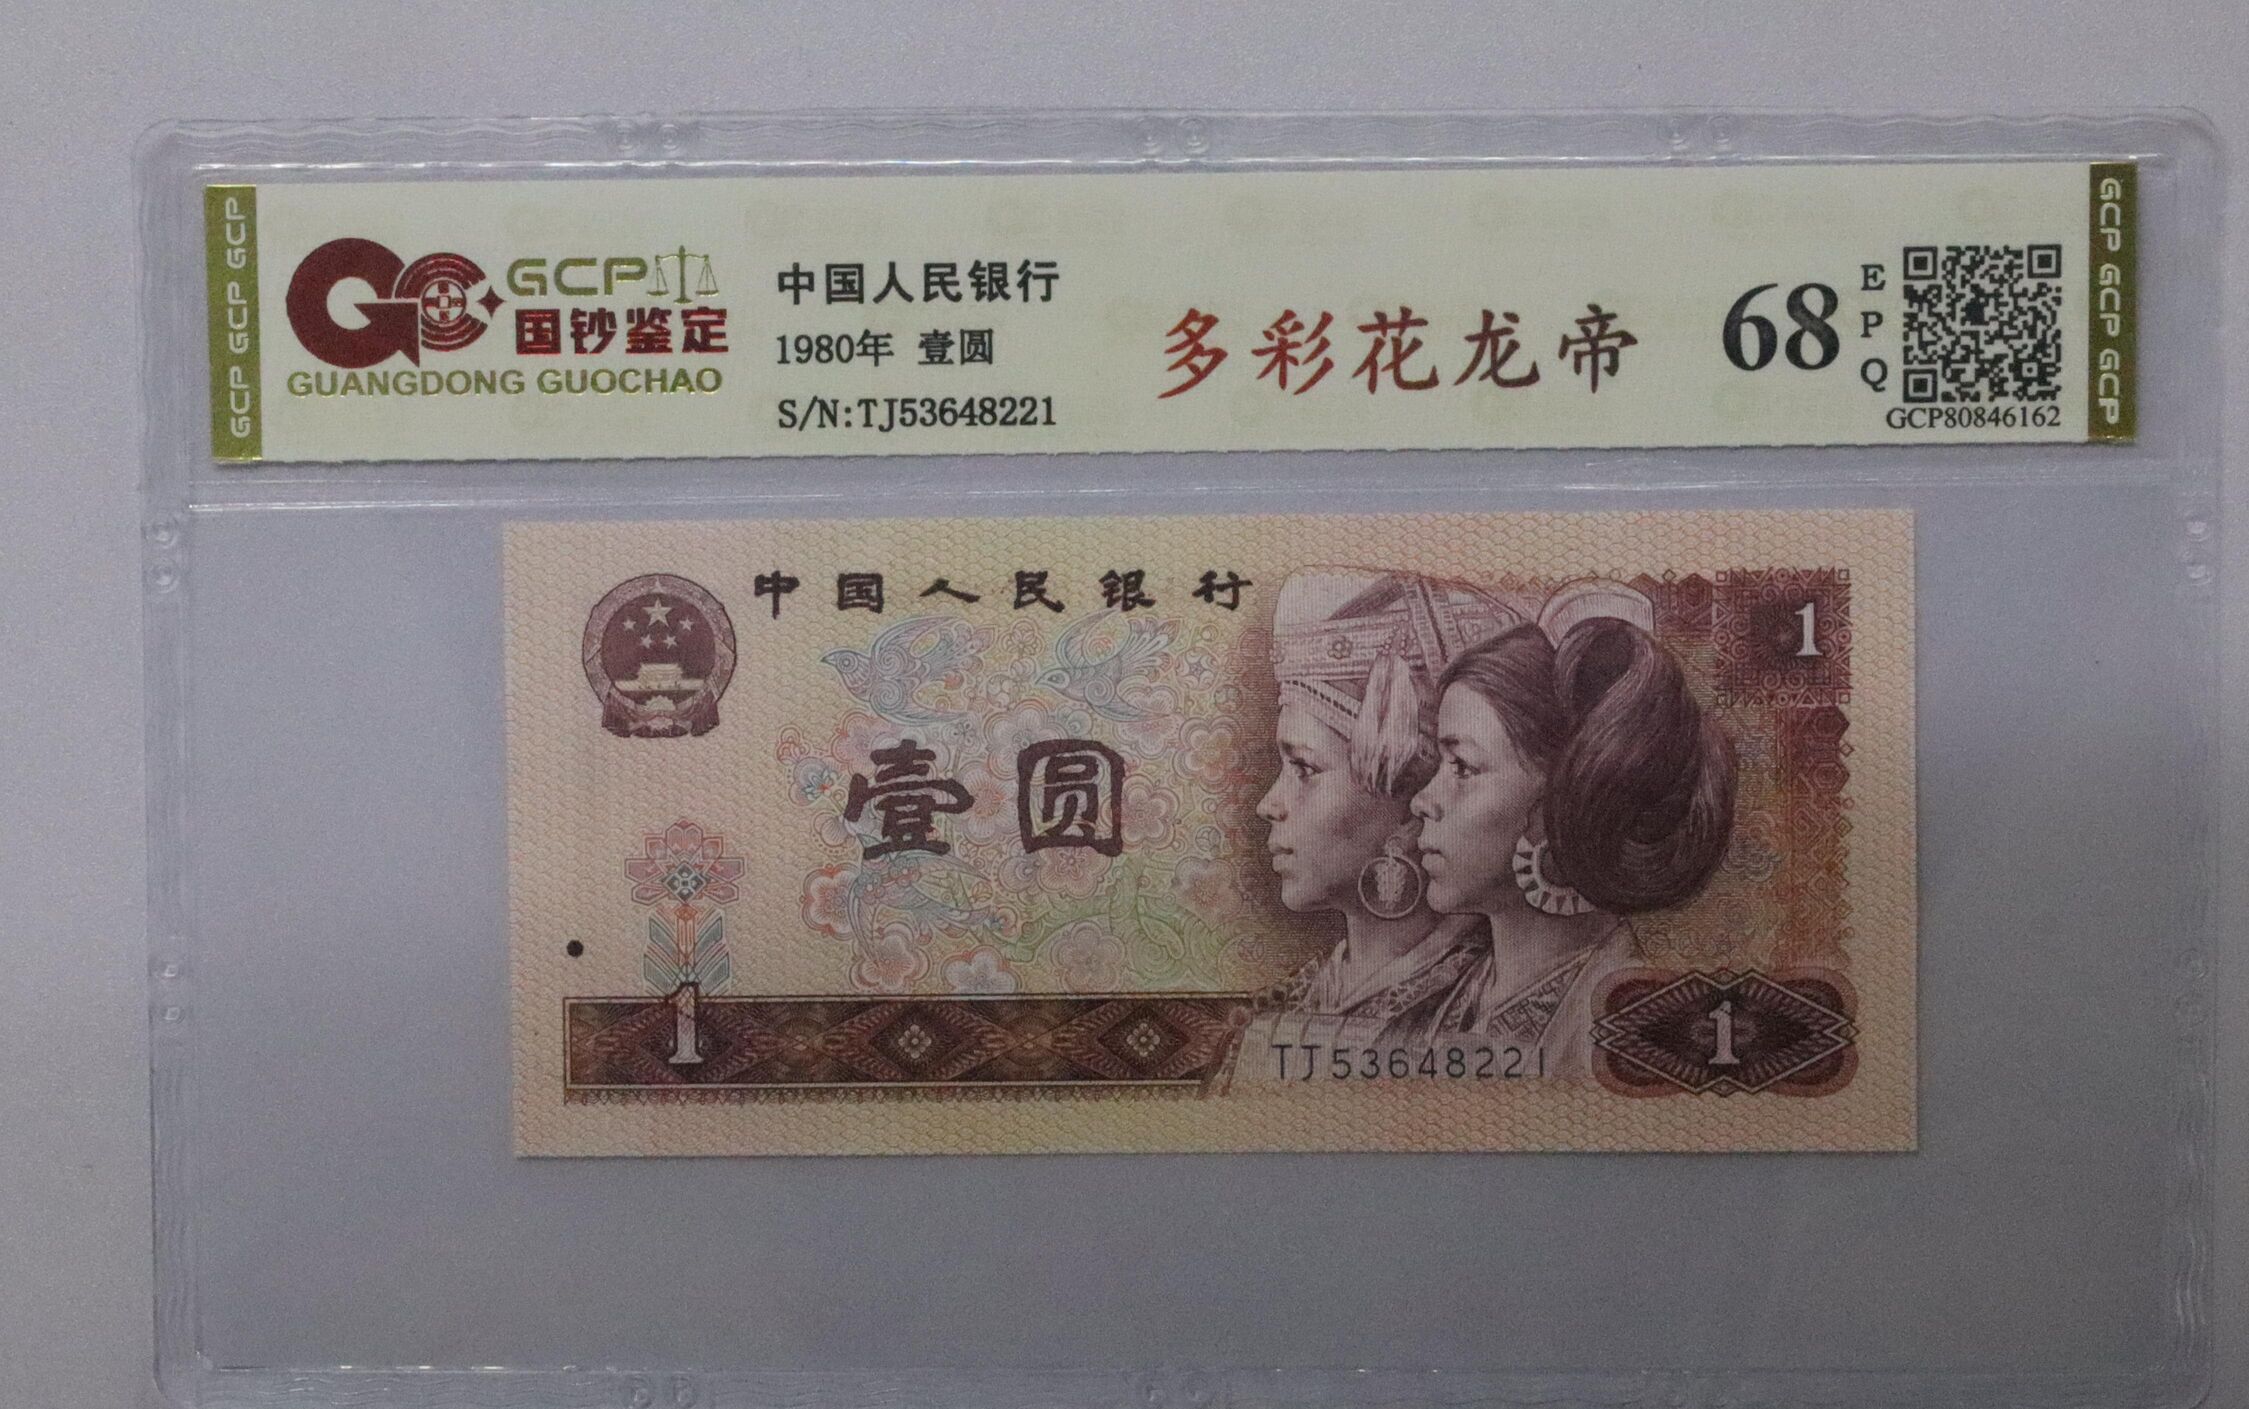 GCP GCP GCP
GCP
国钞鉴定
GUANGDONG GUOCHAO
中国人民银行
1980年 壹圆
S/N:TJ53648221
多彩花龙帝
68
E
P
Q
GCP80846162
GCP GCP GCP
中国人民银行
1
壹圆
1
1
TJ53648221